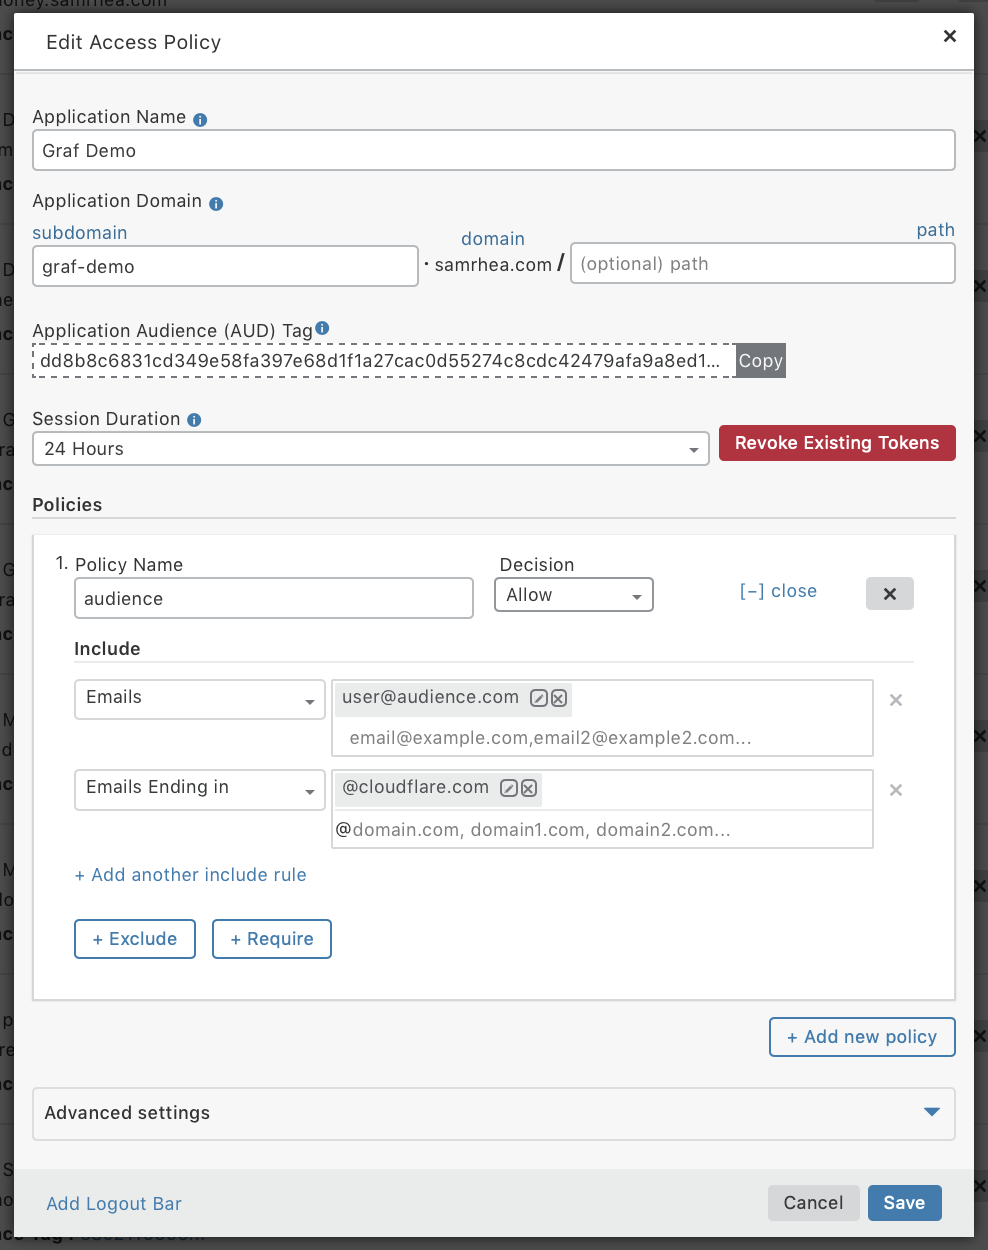 Edit Access Policy
Application Name
Graf Demo
Application Domain
subdomain
domain
path
graf-demo
· samrhea.com / (optional) path
Application Audience (AUD) Tag
dd8b8c6831cd349e58fa397e68d1f1a27cac0d55274c8cdc42479afa9a8ed1... Copy
Session Duration
24 Hours
Revoke Existing Tokens
Policies
1. Policy Name
Decision
audience
Allow
[−] close
Include
Emails
user@audience.com
email@example.com,email2@example2.com...
Emails Ending in
@cloudflare.com
@domain.com, domain1.com, domain2.com...
+ Add another include rule
+ Exclude
+ Require
+ Add new policy
Advanced settings
Add Logout Bar
Cancel
Save